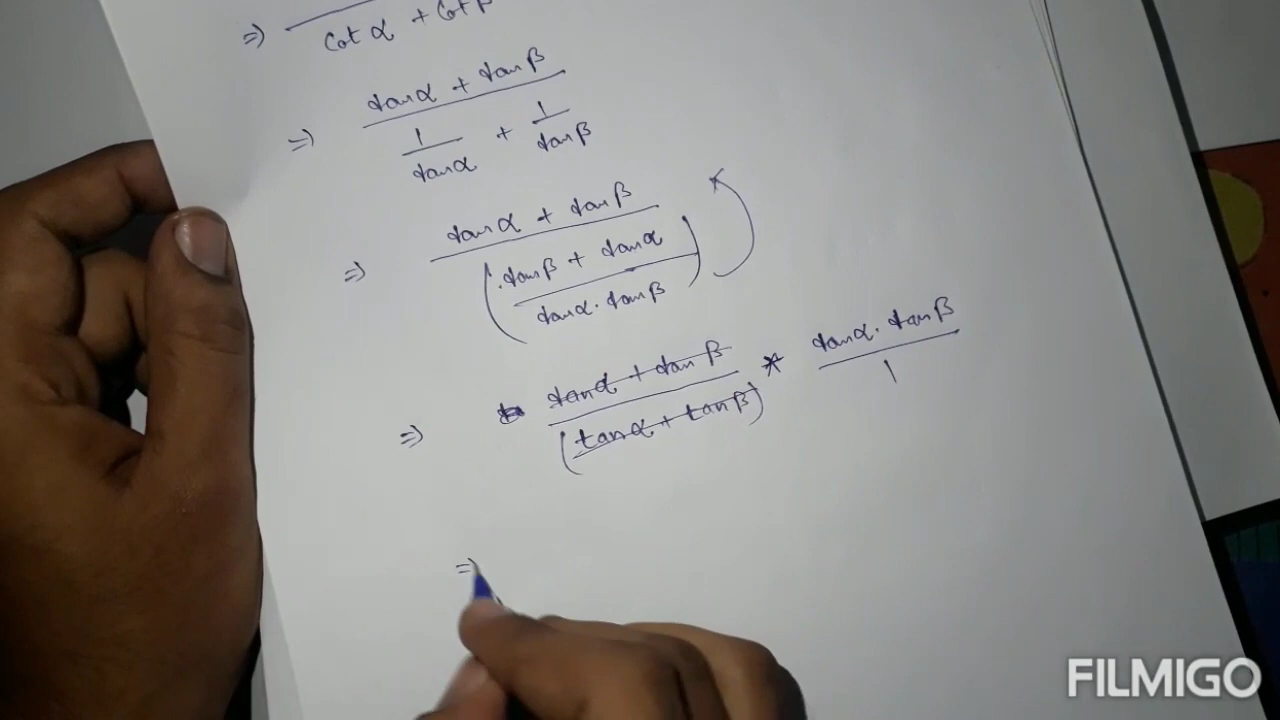 ⇒ cot α + cot β
⇒ tan α + tan β
1/tan α + 1/tan β
⇒ tan α + tan β
(tan β + tan α / tan α · tan β)
⇒ tan α + tan β / (tan α + tan β) * tan α · tan β / 1
⇒
FILMIGO